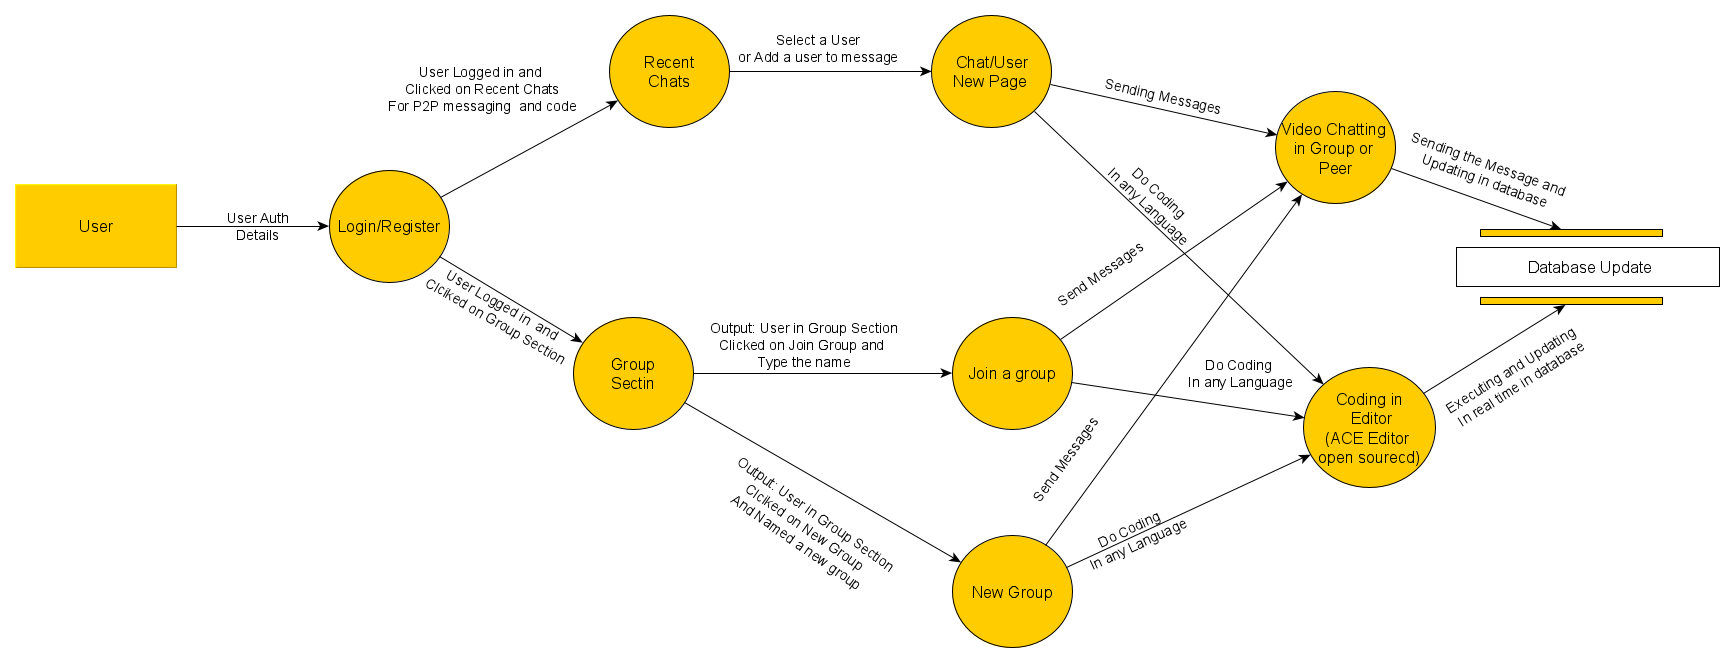 User
User Auth
Details
Login/Register
User Logged in and
Clicked on Recent Chats
For P2P messaging and code
Recent
Chats
Select a User
or Add a user to message
Chat/User
New Page
Sending Messages
Do Coding
In any Language
Video Chatting
in Group or
Peer
Sending the Message and
Updating in database
Database Update
User Logged in and
Clciked on Group Section
Group
Sectin
Output: User in Group Section
Clicked on Join Group and
Type the name
Join a group
Send Messages
Do Coding
In any Language
Coding in
Editor
(ACE Editor
open sourecd)
Executing and Updating
In real time in database
Output: User in Group Section
Clciked on New Group
And Named a new group
New Group
Send Messages
Do Coding
In any Language